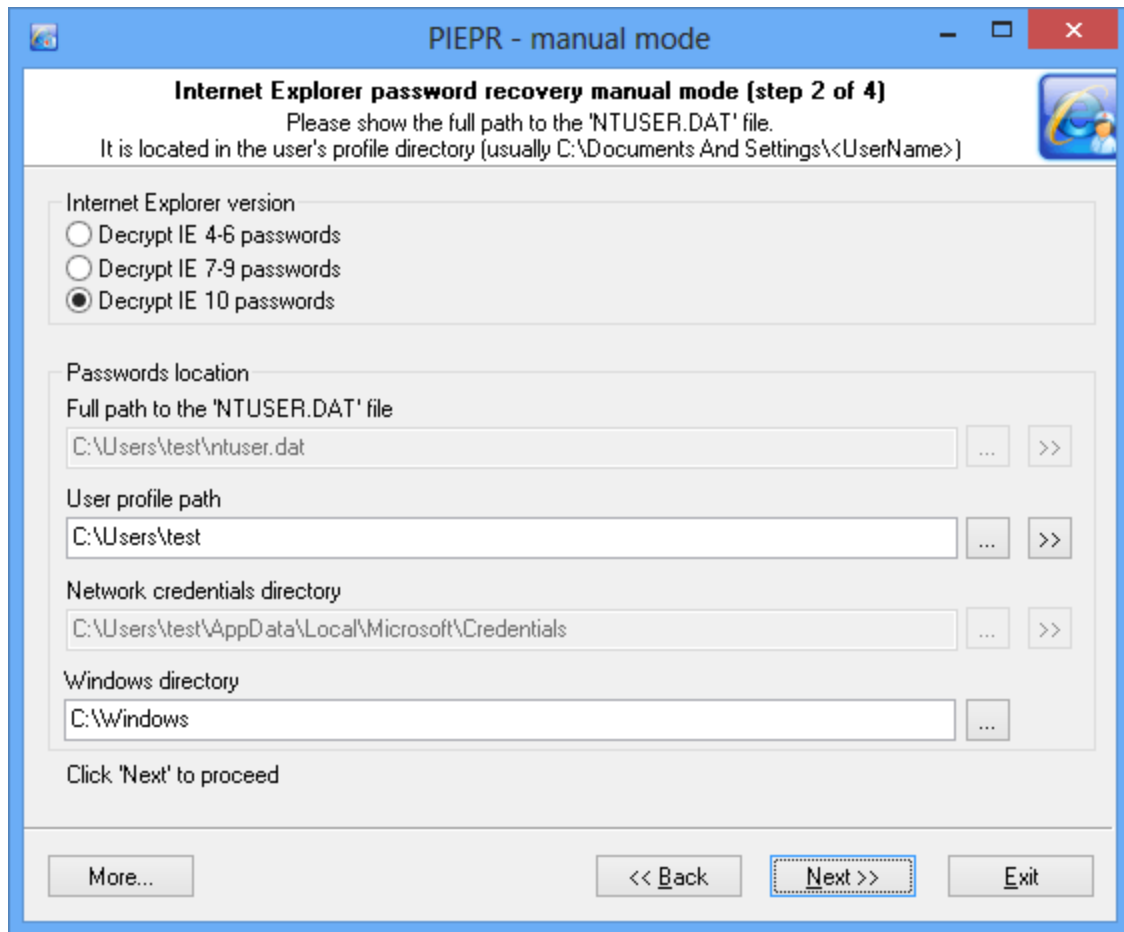 PIEPR - manual mode
Internet Explorer password recovery manual mode (step 2 of 4)
Please show the full path to the 'NTUSER.DAT' file.
It is located in the user's profile directory (usually C:\Documents And Settings\<UserName>)
Internet Explorer version
Decrypt IE 4-6 passwords
Decrypt IE 7-9 passwords
Decrypt IE 10 passwords
Passwords location
Full path to the 'NTUSER.DAT' file
C:\Users\test\ntuser.dat ... >>
User profile path
C:\Users\test ... >>
Network credentials directory
C:\Users\test\AppData\Local\Microsoft\Credentials ... >>
Windows directory
C:\Windows ...
Click 'Next' to proceed
More... << Back Next >> Exit